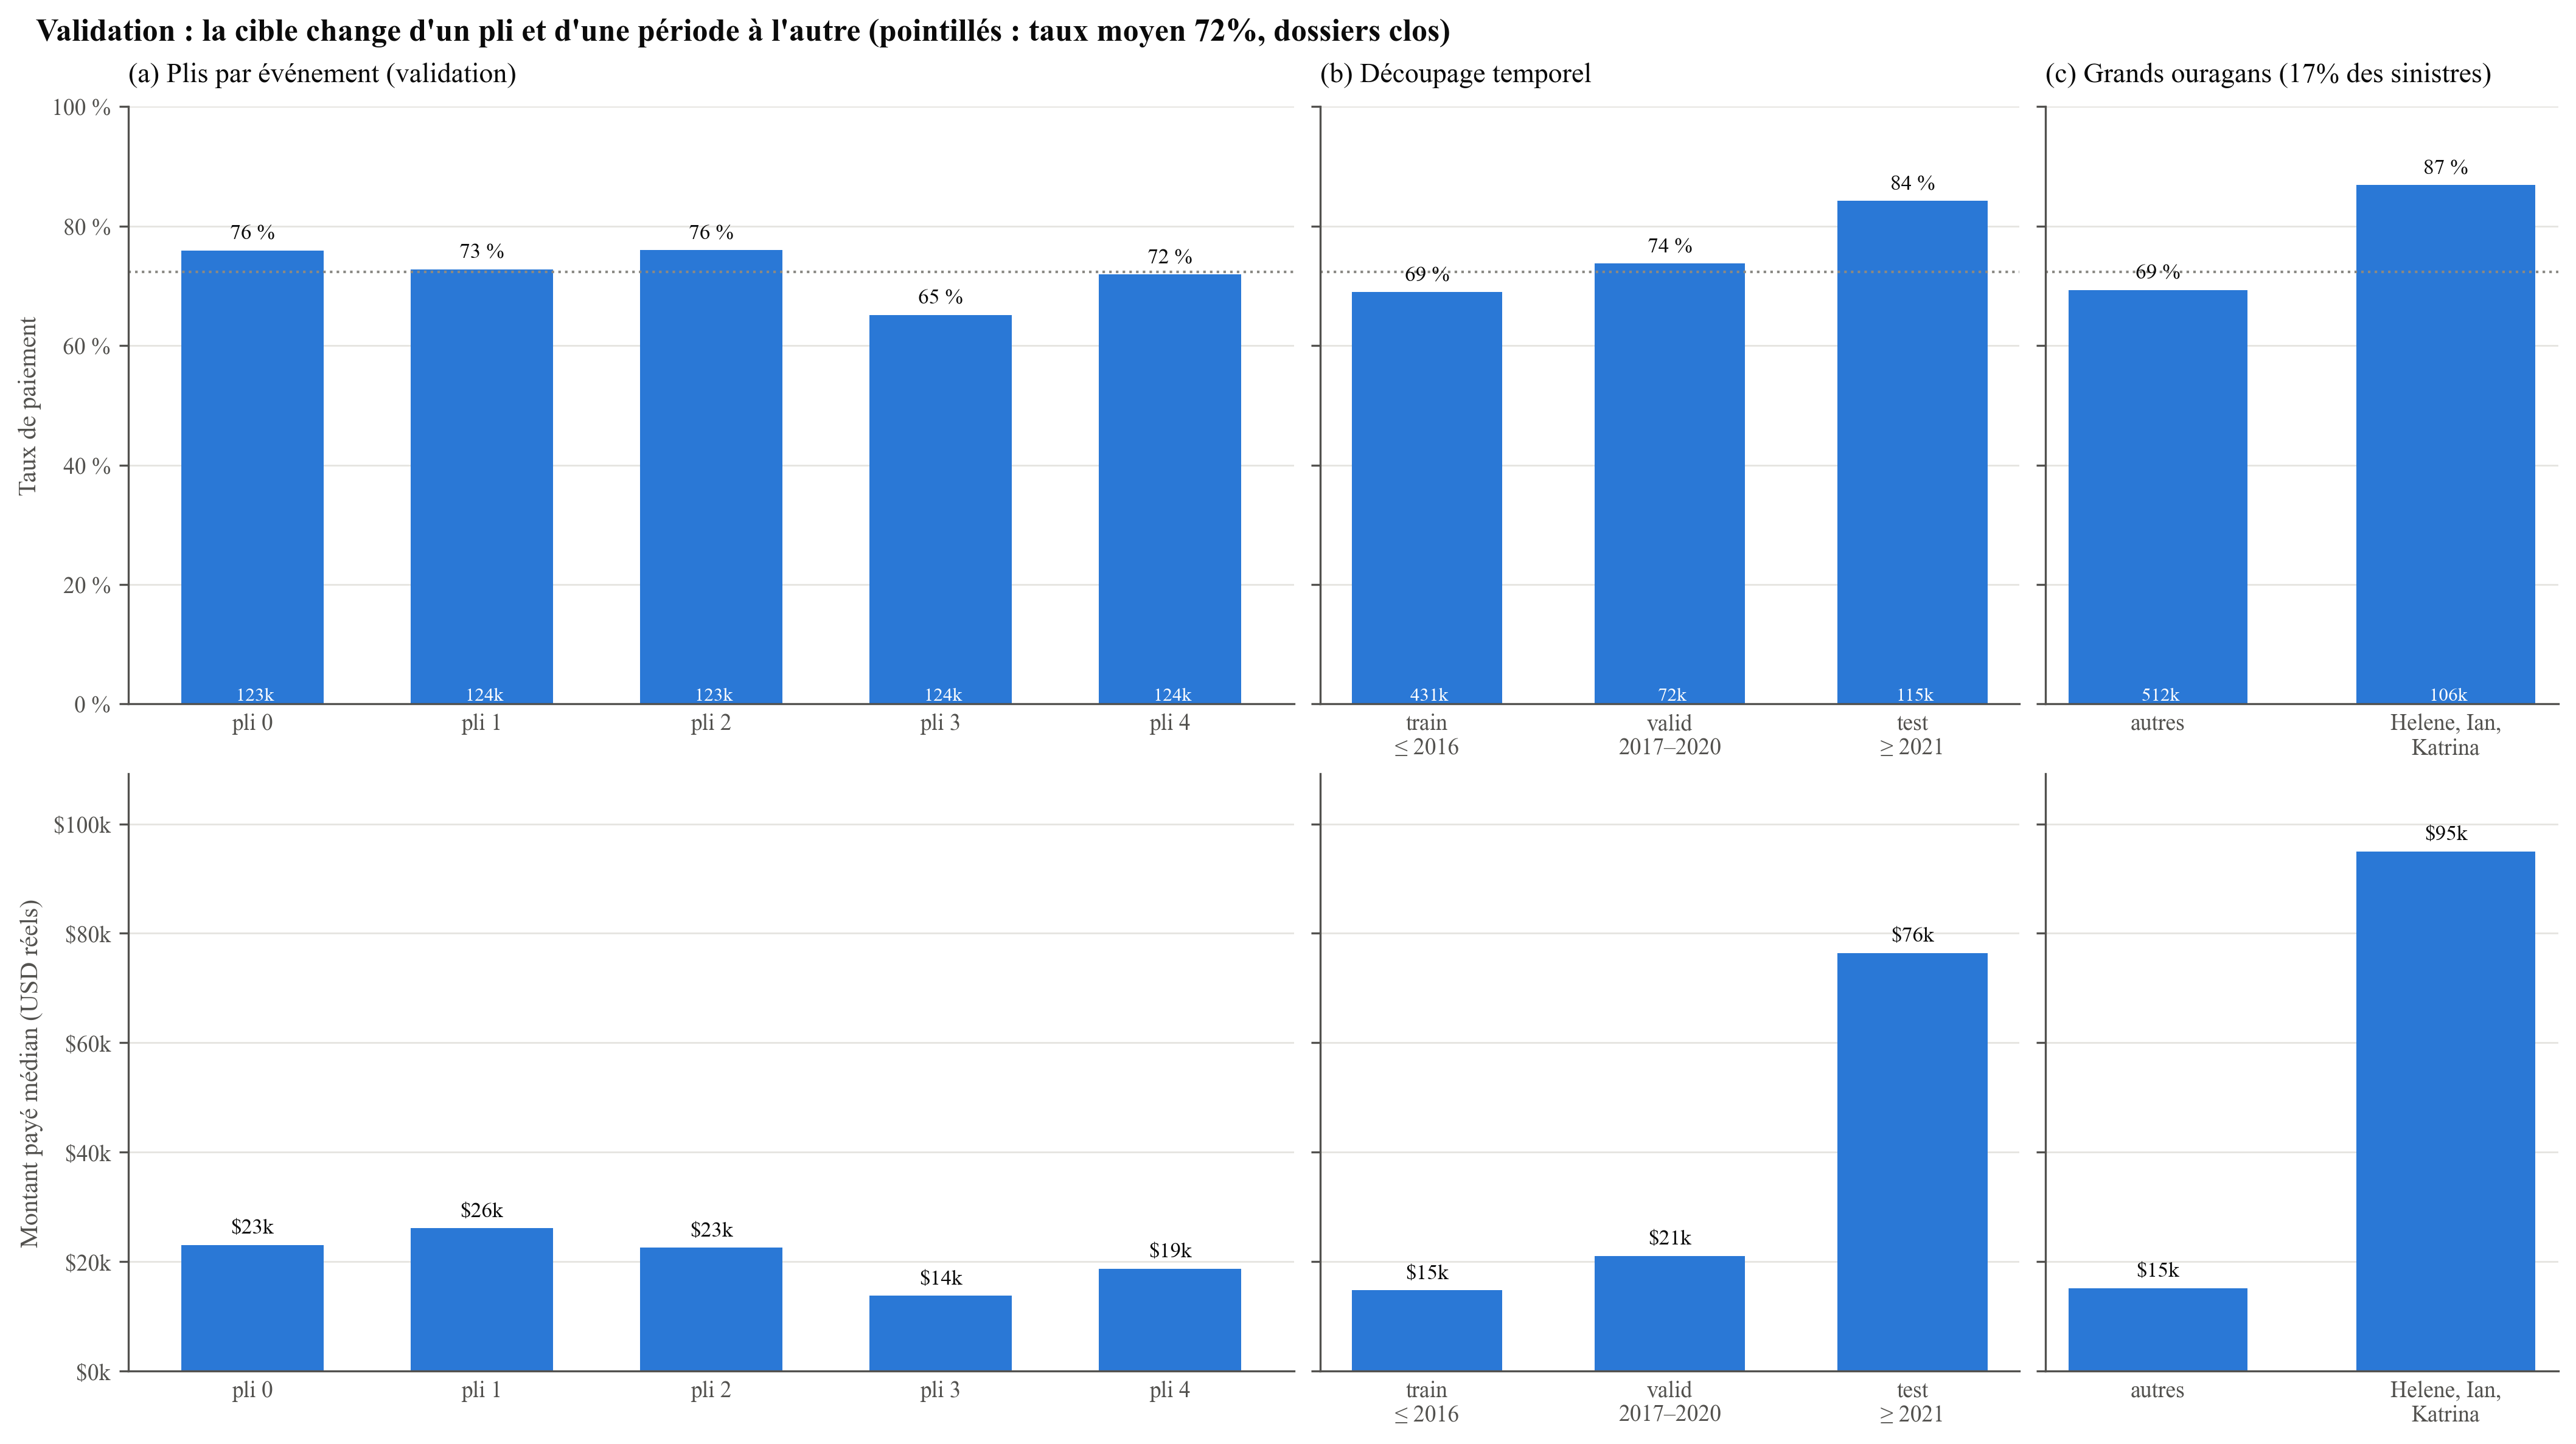 Validation : la cible change d'un pli et d'une période à l'autre (pointillés : taux moyen 72%, dossiers clos)
(a) Plis par événement (validation)
Taux de paiement
100 %
80 %
60 %
40 %
20 %
0 %
76 %
73 %
76 %
65 %
72 %
123k
124k
123k
124k
124k
pli 0
pli 1
pli 2
pli 3
pli 4
(b) Découpage temporel
69 %
74 %
84 %
431k
72k
115k
train
≤ 2016
valid
2017–2020
test
≥ 2021
(c) Grands ouragans (17% des sinistres)
69 %
87 %
512k
106k
autres
Helene, Ian,
Katrina
Montant payé médian (USD réels)
$100k
$80k
$60k
$40k
$20k
$0k
$23k
$26k
$23k
$14k
$19k
pli 0
pli 1
pli 2
pli 3
pli 4
$15k
$21k
$76k
train
≤ 2016
valid
2017–2020
test
≥ 2021
$15k
$95k
autres
Helene, Ian,
Katrina